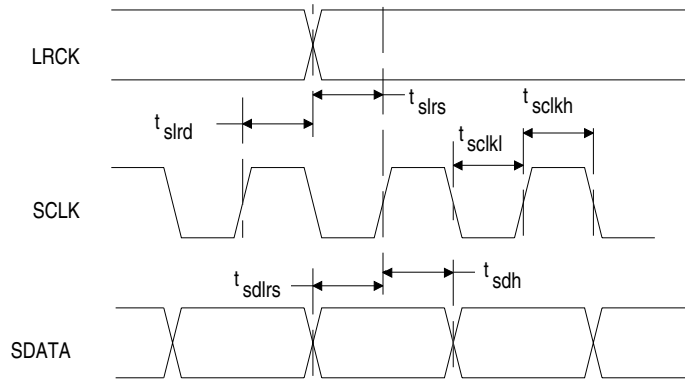 LRCK
t slrs
t sclkh
t slrd
t sclkl
SCLK
t sdlrs
t sdh
SDATA